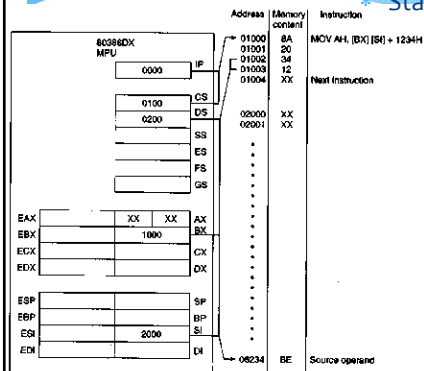 Sta
Address Memory content Instruction
80386DX
MPU
0000 IP
0100 CS
0200 DS
SS
ES
FS
GS
EAX XX XX AX
EBX 1000 BX
ECX CX
EDX DX
ESP SP
EBP BP
ESI 2000 SI
EDI DI
01000 8A MOV AH, [BX] [SI] + 1234H
01001 20
01002 34
01003 12
01004 XX Next instruction
02000 XX
02001 XX
06234 BE Source operand